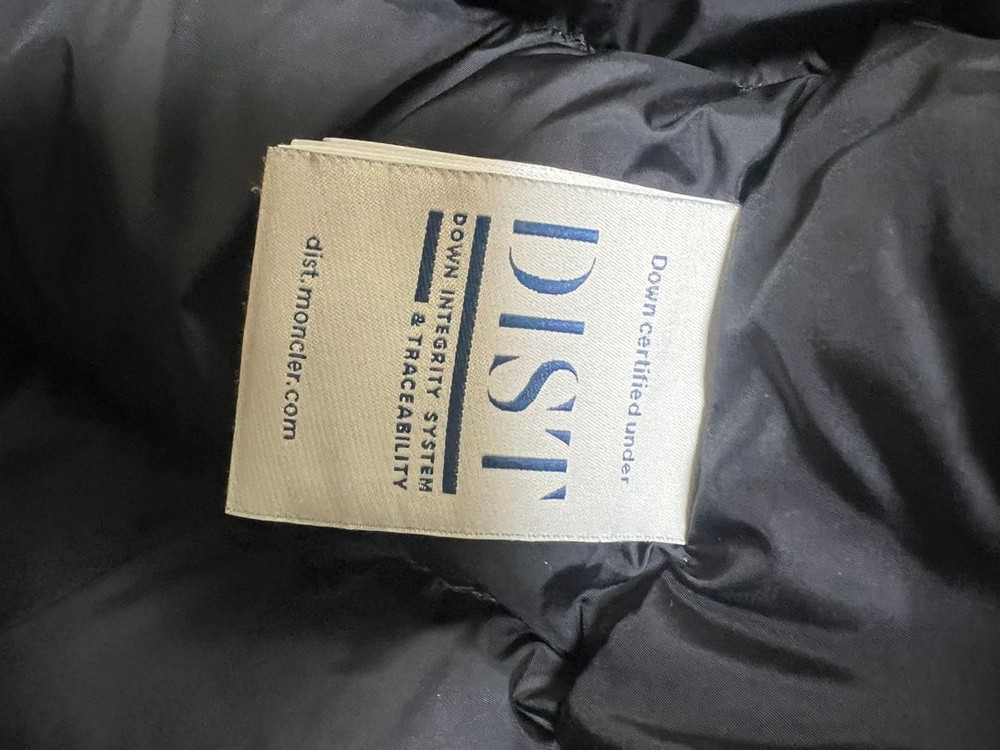 Down certified under
DIST
DOWN INTEGRITY SYSTEM
& TRACEABILITY
dist.moncler.com